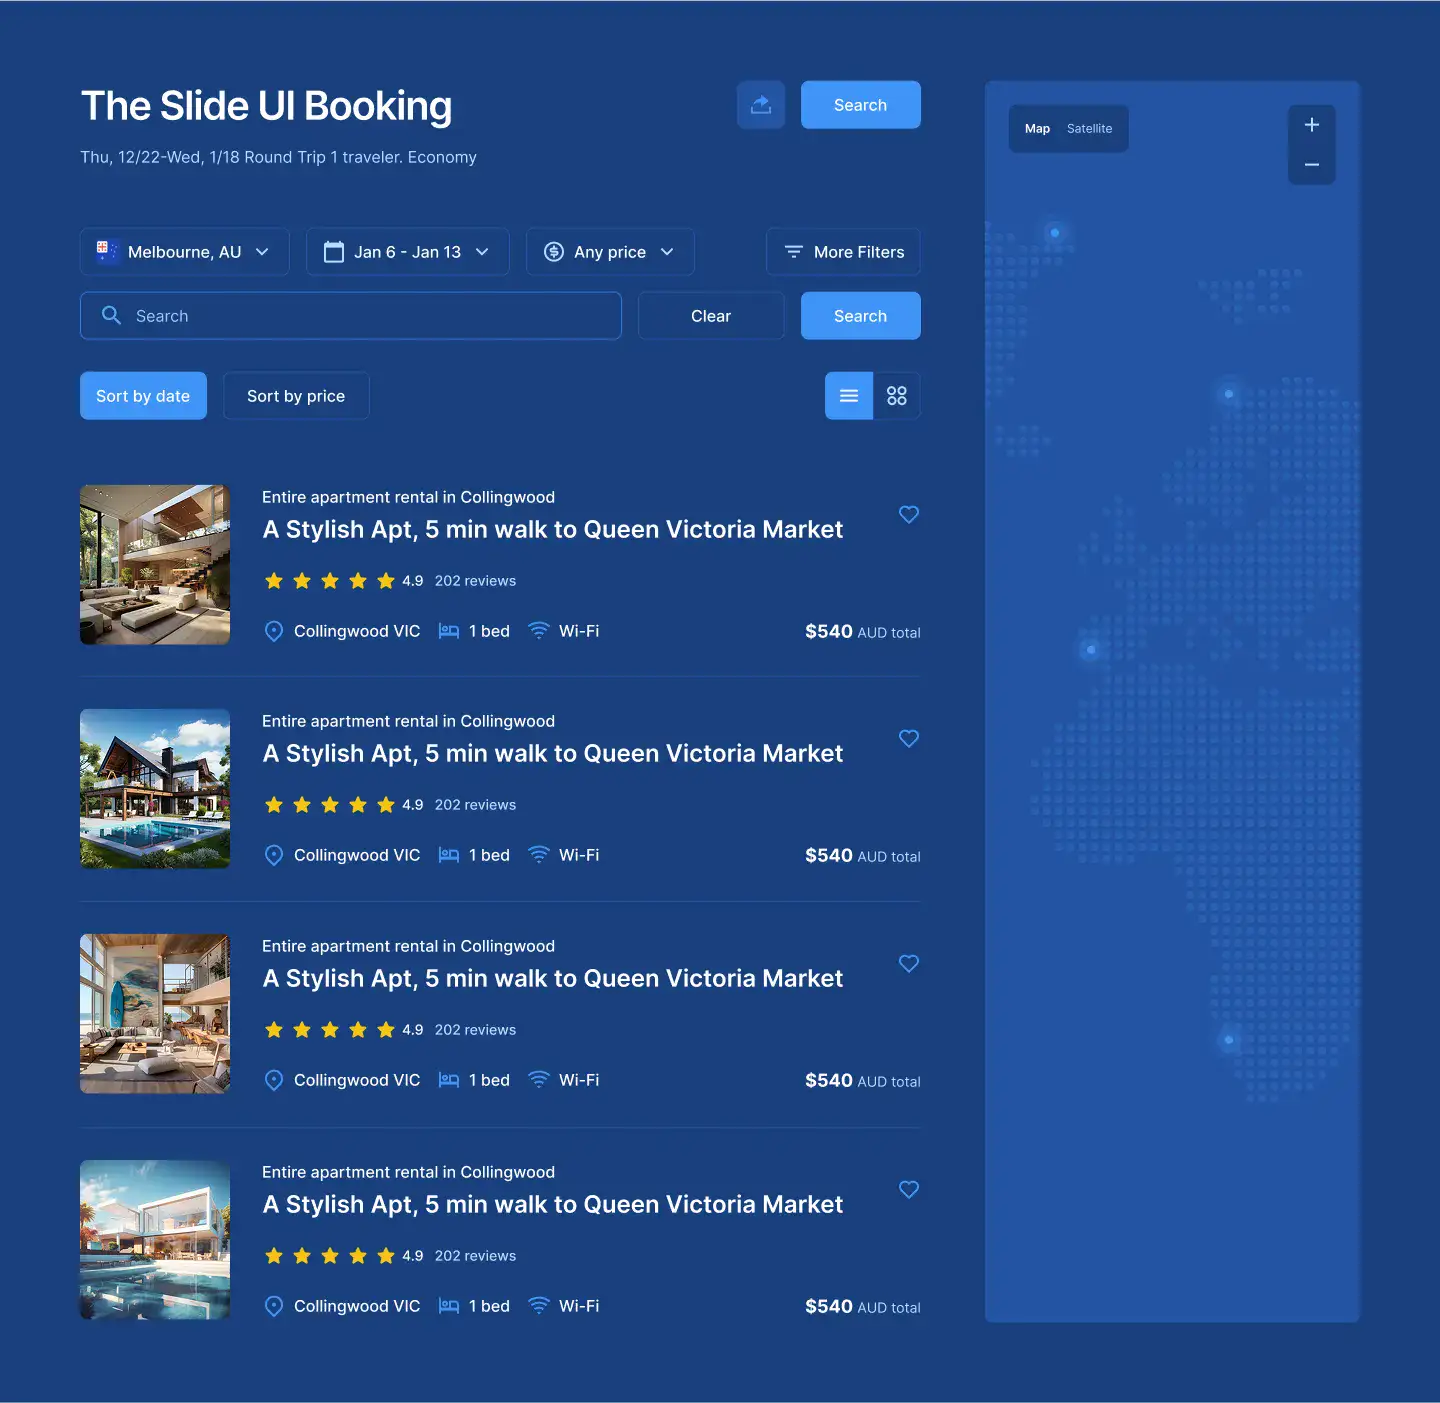 The Slide UI Booking
Search
Thu, 12/22-Wed, 1/18 Round Trip 1 traveler. Economy
Map
Satellite
Melbourne, AU
Jan 6 - Jan 13
Any price
More Filters
Search
Clear
Search
Sort by date
Sort by price
Entire apartment rental in Collingwood
A Stylish Apt, 5 min walk to Queen Victoria Market
4.9 202 reviews
Collingwood VIC 1 bed Wi-Fi $540 AUD total
Entire apartment rental in Collingwood
A Stylish Apt, 5 min walk to Queen Victoria Market
4.9 202 reviews
Collingwood VIC 1 bed Wi-Fi $540 AUD total
Entire apartment rental in Collingwood
A Stylish Apt, 5 min walk to Queen Victoria Market
4.9 202 reviews
Collingwood VIC 1 bed Wi-Fi $540 AUD total
Entire apartment rental in Collingwood
A Stylish Apt, 5 min walk to Queen Victoria Market
4.9 202 reviews
Collingwood VIC 1 bed Wi-Fi $540 AUD total